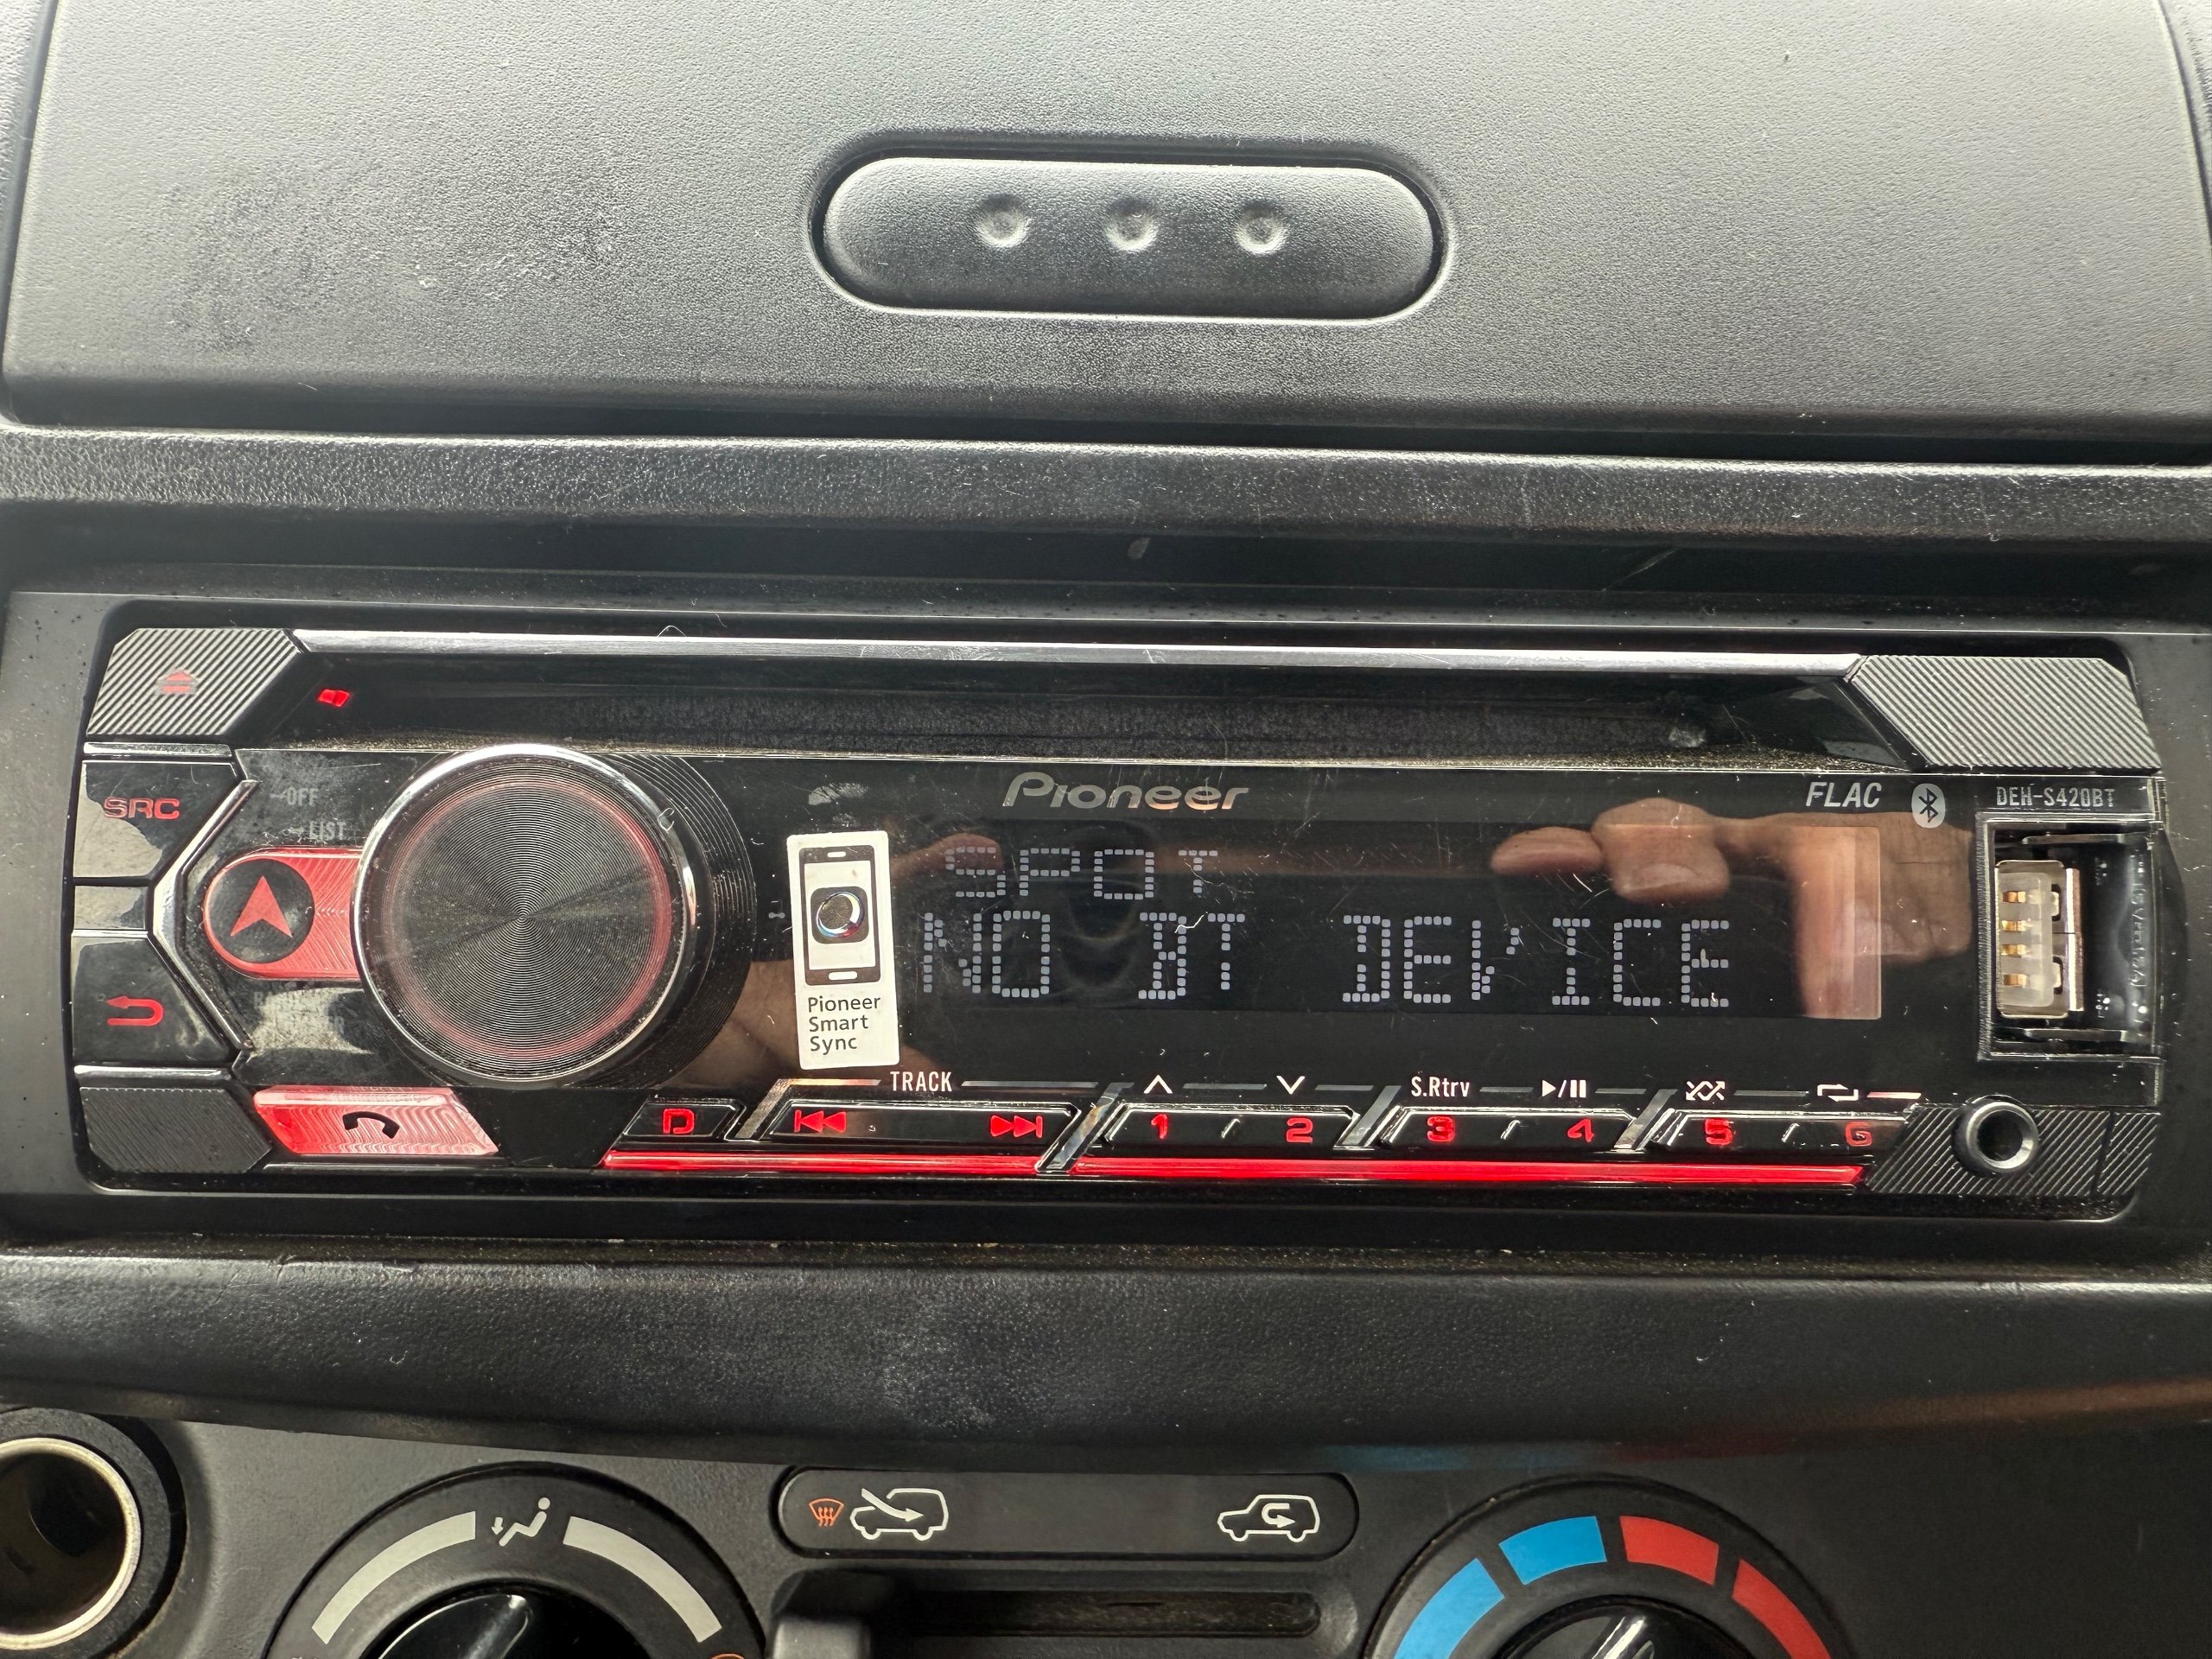 SRC
OFF
LIST
Pioneer
FLAC
DEH-S420BT
SPOT
NO BT DEVICE
Pioneer
Smart
Sync
TRACK
S.Rtrv
D
1 / 2
3 / 4
5 / 6